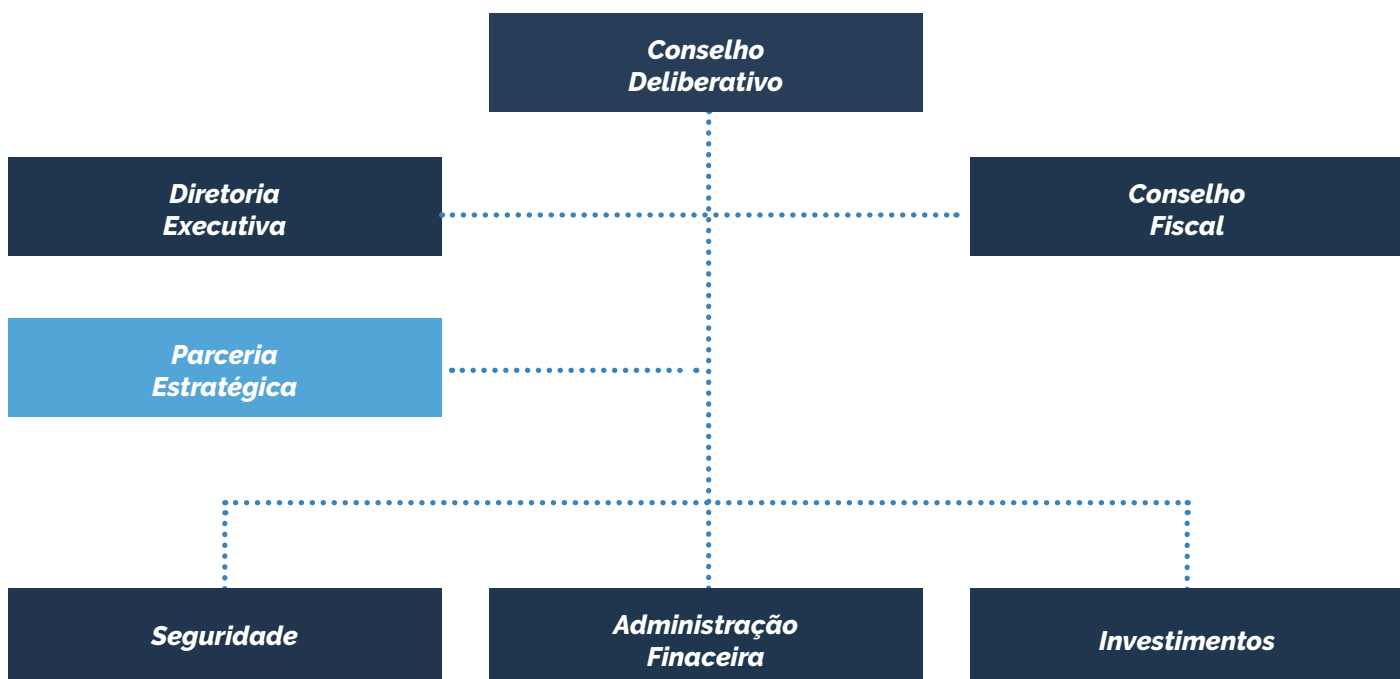 Conselho
Deliberativo
Diretoria
Executiva
Conselho
Fiscal
Parceria
Estratégica
Seguridade
Administração
Finaceira
Investimentos